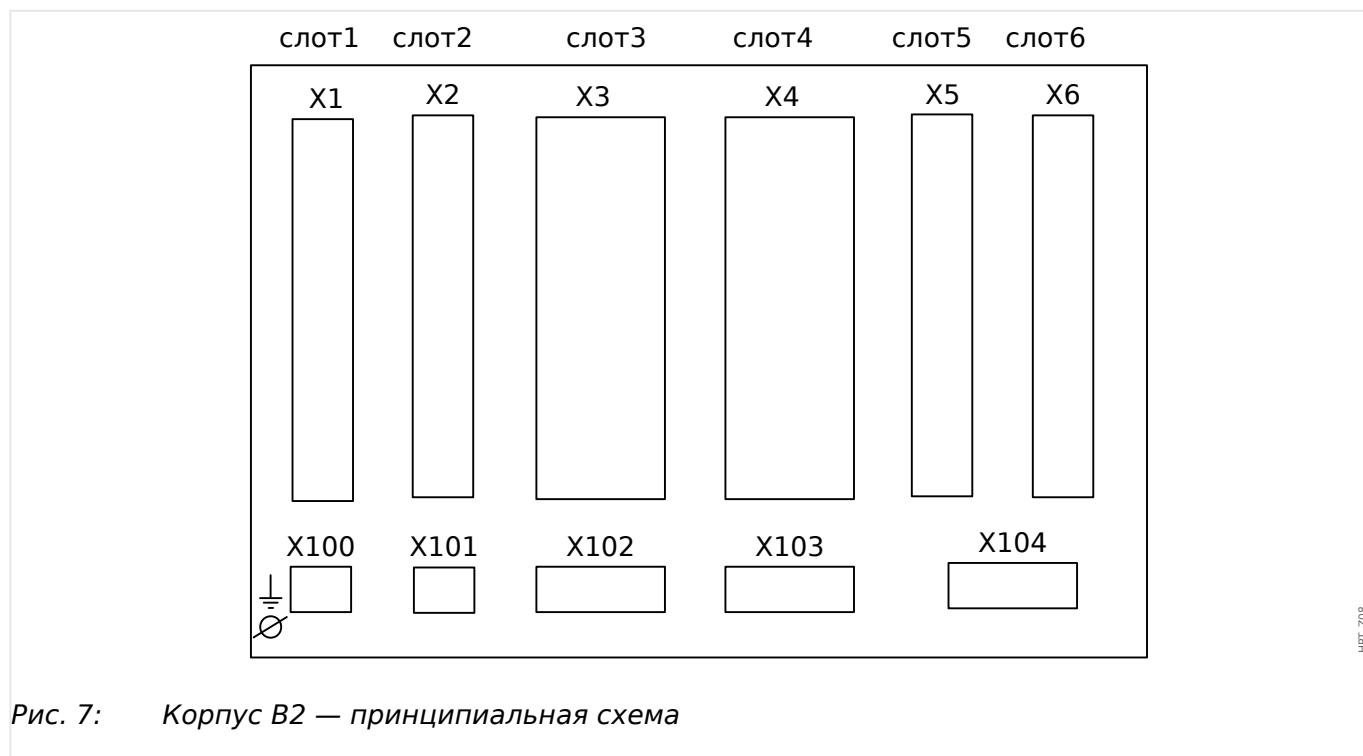 слот1 слот2 слот3 слот4 слот5 слот6
X1 X2 X3 X4 X5 X6
X100 X101 X102 X103 X104
Рис. 7: Корпус B2 — принципиальная схема